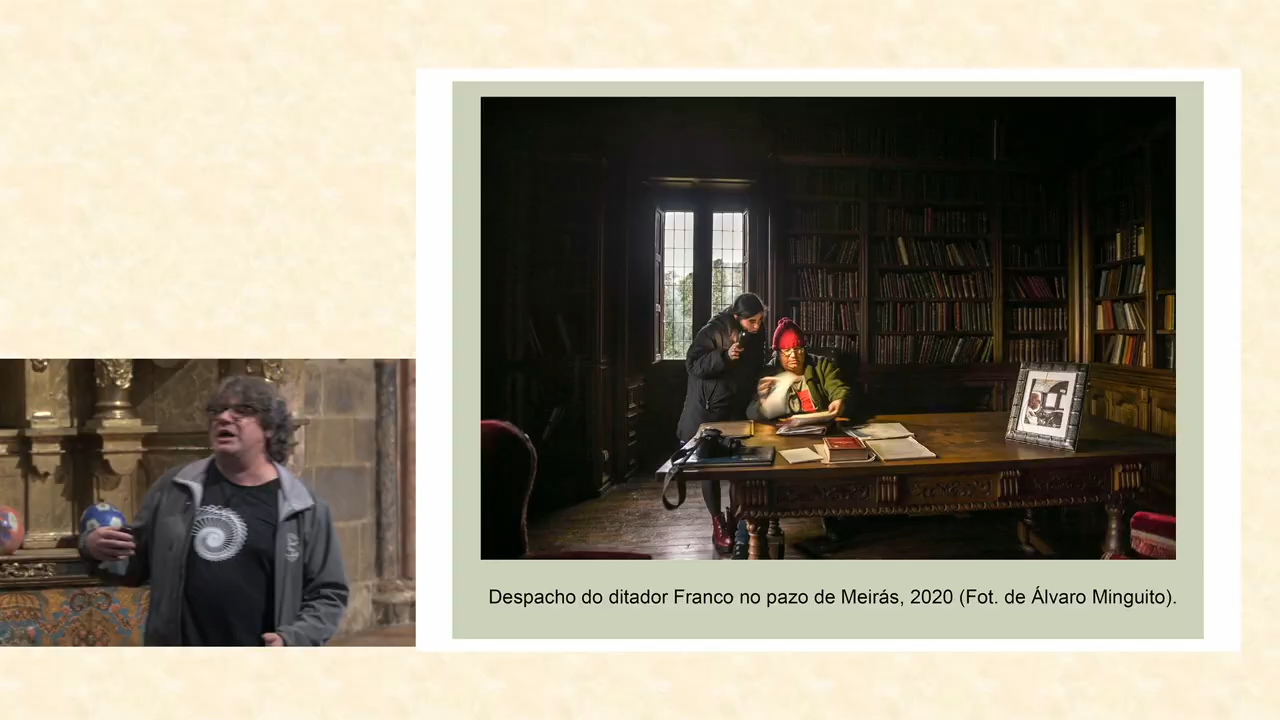 Despacho do ditador Franco no pazo de Meirás, 2020 (Fot. de Álvaro Minguito).